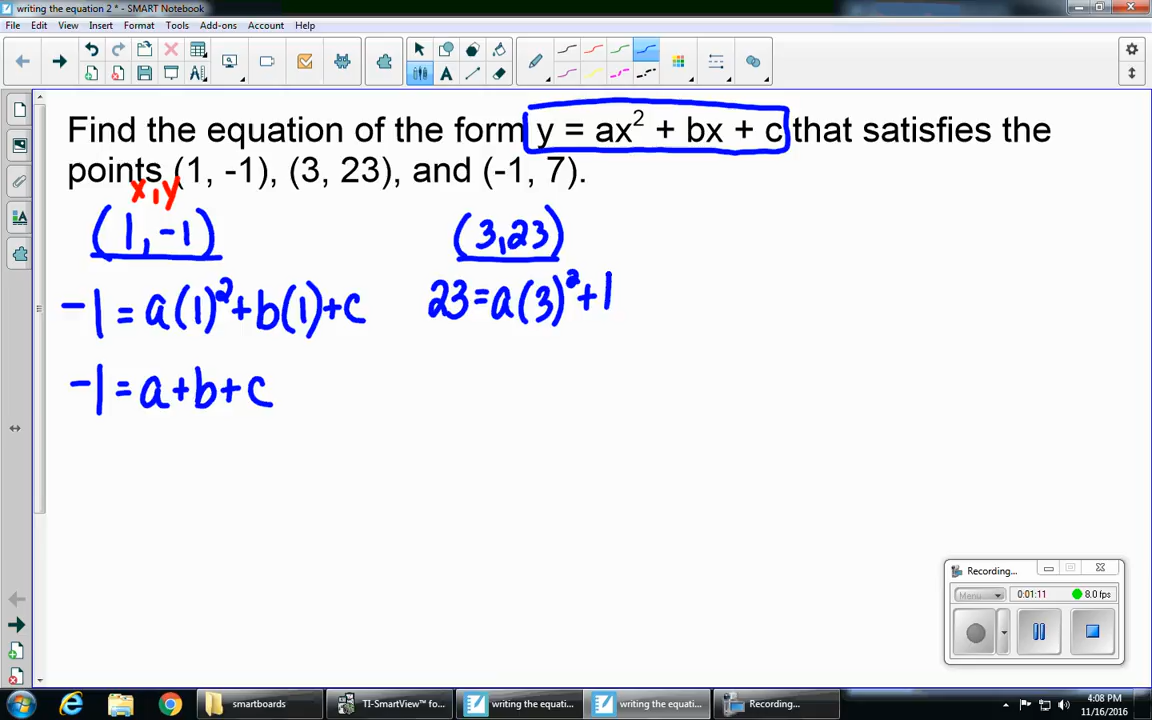 writing the equation 2 * - SMART Notebook
File Edit View Insert Format Tools Add-ons Account Help
Find the equation of the form y = ax² + bx + c that satisfies the
points (1, -1), (3, 23), and (-1, 7).
x,y
(1,-1)
(3,23)
-1=a(1)²+b(1)+c
23=a(3)²+l
-1=a+b+c
Recording...
Menu
0:01:11
8.0 fps
smartboards
TI-SmartView™ fo...
writing the equati...
writing the equati...
Recording...
4:08 PM
11/16/2016